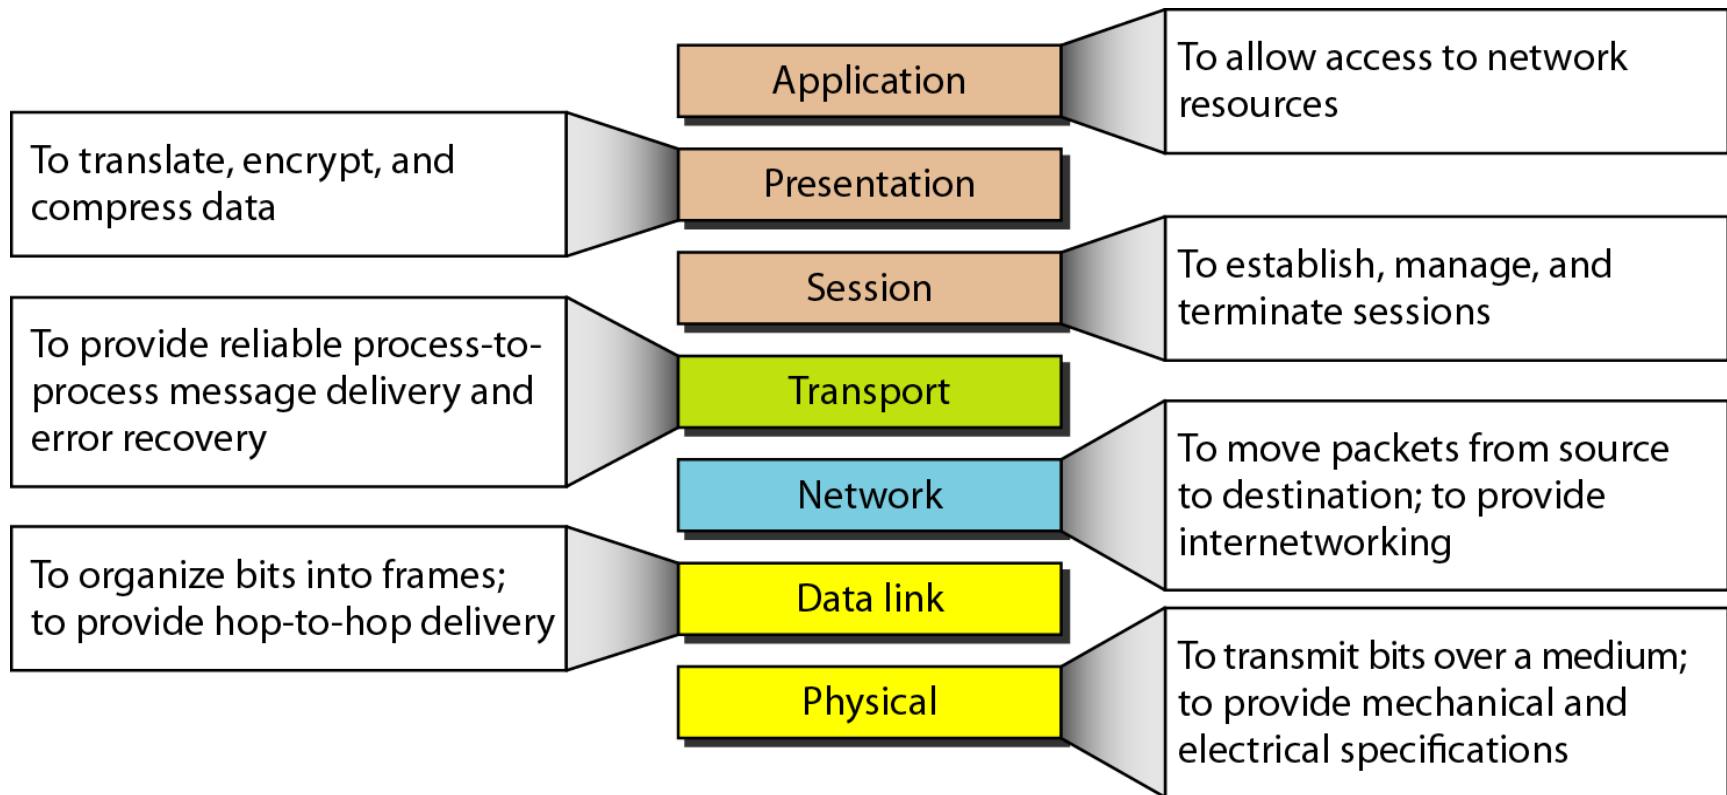 Application
To allow access to network
resources
To translate, encrypt, and
compress data
Presentation
Session
To establish, manage, and
terminate sessions
To provide reliable process-to-
process message delivery and
error recovery
Transport
Network
To move packets from source
to destination; to provide
internetworking
To organize bits into frames;
to provide hop-to-hop delivery
Data link
Physical
To transmit bits over a medium;
to provide mechanical and
electrical specifications